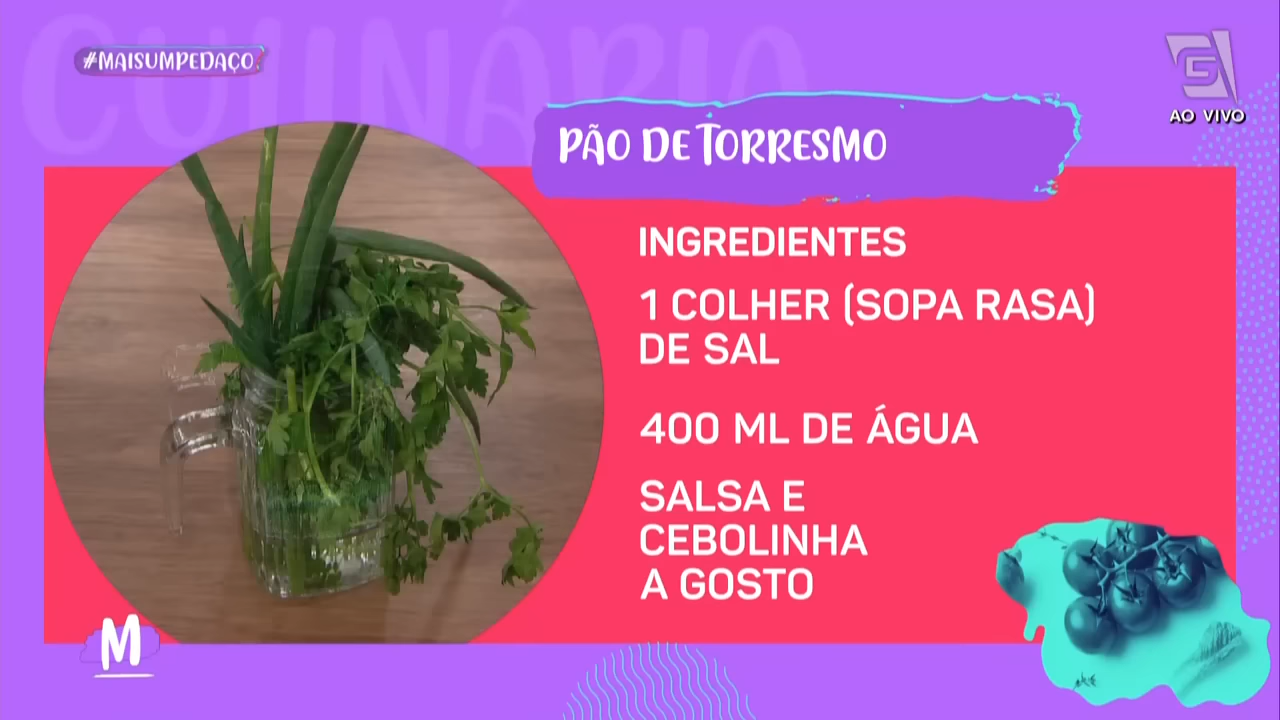 CULINÁRIA
#MAISUMPEDAÇO
G
AO VIVO
PÃO DE TORRESMO
INGREDIENTES
1 COLHER (SOPA RASA)
DE SAL
400 ML DE ÁGUA
SALSA E
CEBOLINHA
A GOSTO
M